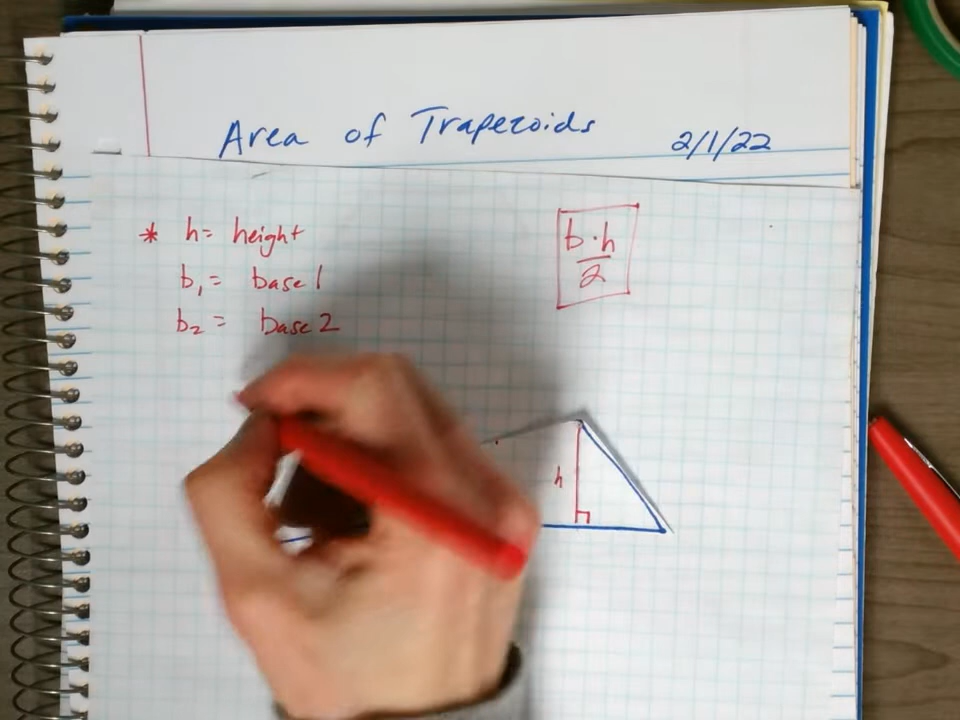 Area of Trapezoids 2/1/22
* h = height
b₁ = base 1
b₂ = base 2
b·h
2
h